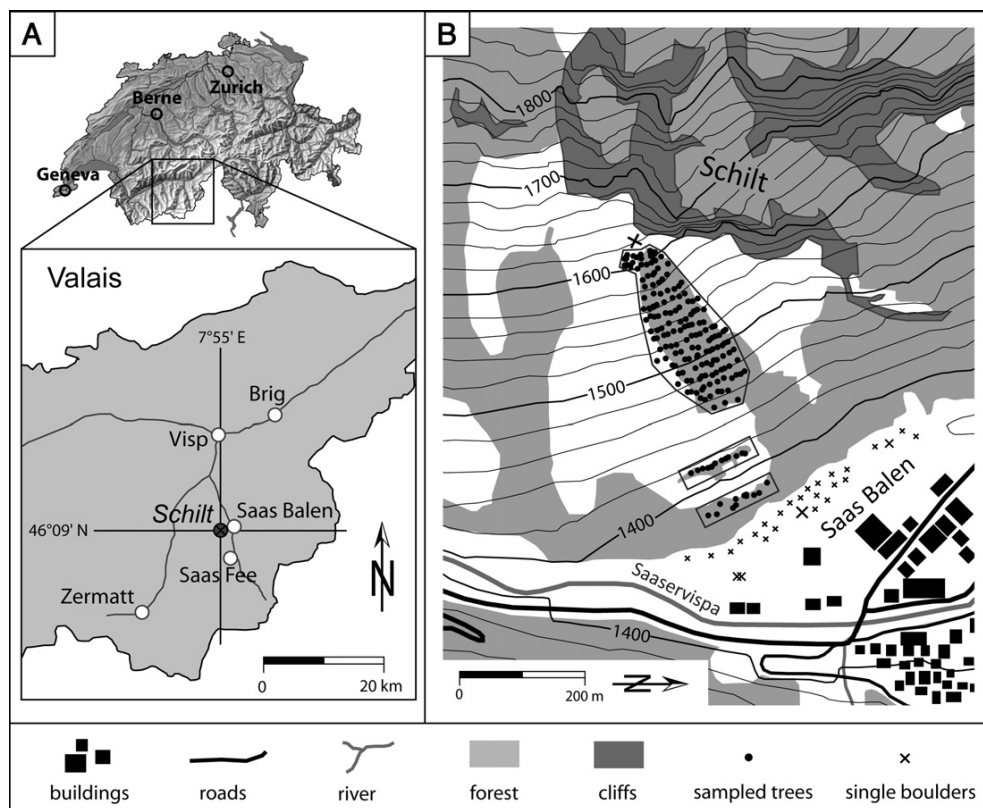 A
Zurich
Berne
Geneva
Valais
7°55' E
Brig
Visp
Schilt
Saas Balen
46°09' N
Saas Fee
Zermatt
N
0
20 km
B
1800
Schilt
1700
1600
1500
1400
Saas Balen
Saaservispa
1400
0
200 m
N
buildings
roads
river
forest
cliffs
sampled trees
single boulders